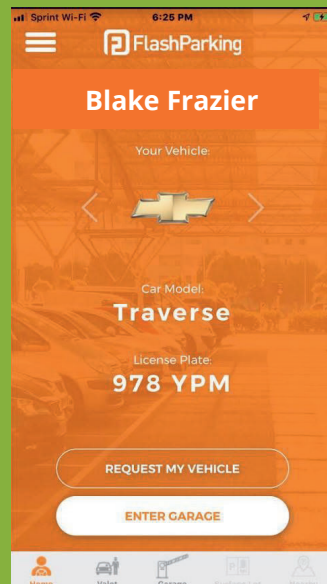 Sprint Wi-Fi 6:25 PM
FlashParking
Blake Frazier
Your Vehicle:
Car Model:
Traverse
License Plate:
978 YPM
REQUEST MY VEHICLE
ENTER GARAGE
Home Valet Garage